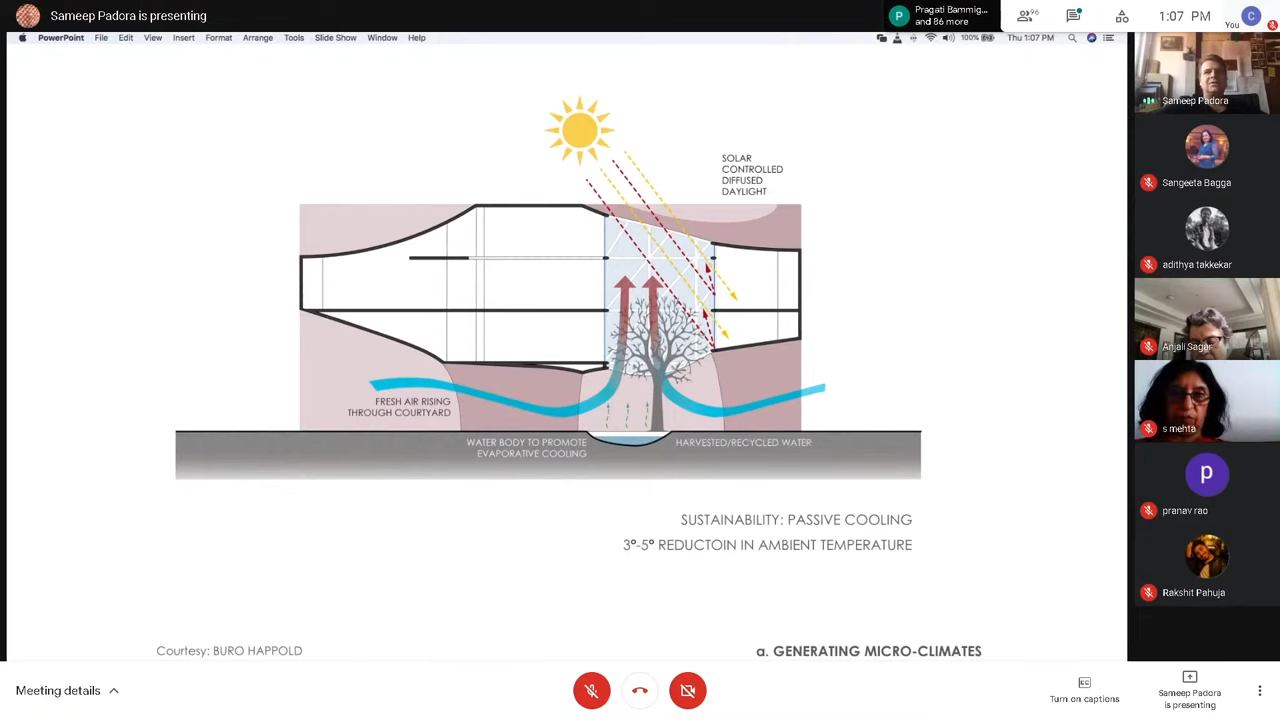 Sameep Padora is presenting
P
Pragati Bammig...
and 86 more
96
1:07 PM
You
C
PowerPoint File Edit View Insert Format Arrange Tools Slide Show Window Help
100%
Thu 1:07 PM
SOLAR
CONTROLLED
DIFFUSED
DAYLIGHT
FRESH AIR RISING
THROUGH COURTYARD
WATER BODY TO PROMOTE
EVAPORATIVE COOLING
HARVESTED/RECYCLED WATER
SUSTAINABILITY: PASSIVE COOLING
3°-5° REDUCTOIN IN AMBIENT TEMPERATURE
Courtesy: BURO HAPPOLD
a. GENERATING MICRO-CLIMATES
Sameep Padora
Sangeeta Bagga
adithya takkekar
Anjali Sagar
s mehta
p
pranav rao
Rakshit Pahuja
Meeting details
Turn on captions
Sameep Padora
is presenting